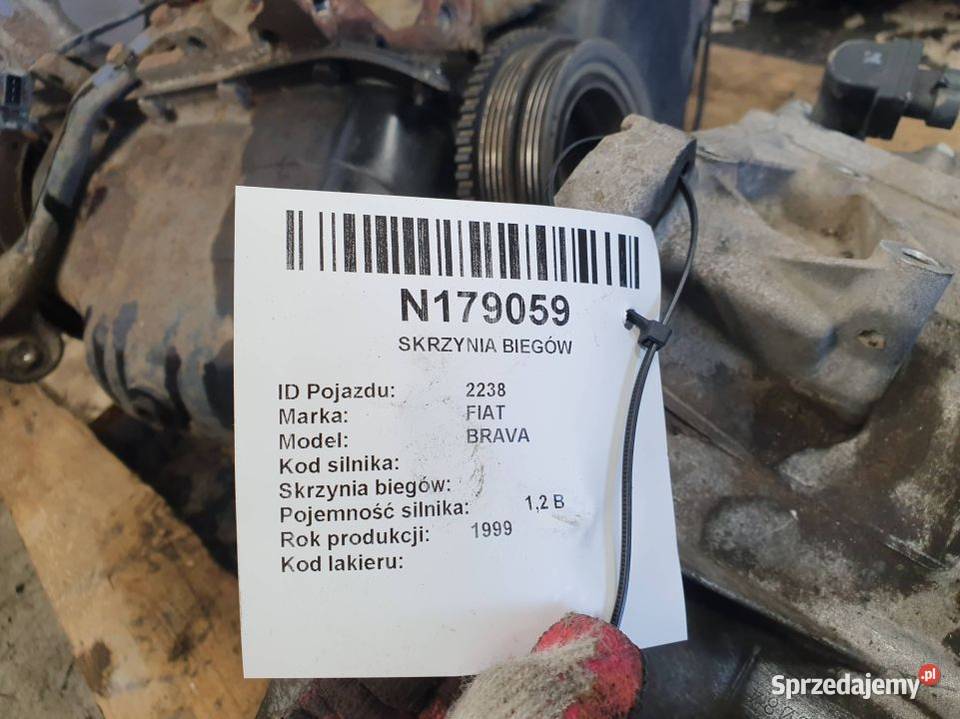 N179059
SKRZYNIA BIEGÓW
ID Pojazdu: 2238
Marka: FIAT
Model: BRAVA
Kod silnika:
Skrzynia biegów:
Pojemność silnika: 1,2 B
Rok produkcji: 1999
Kod lakieru:
Sprzedajemy.pl